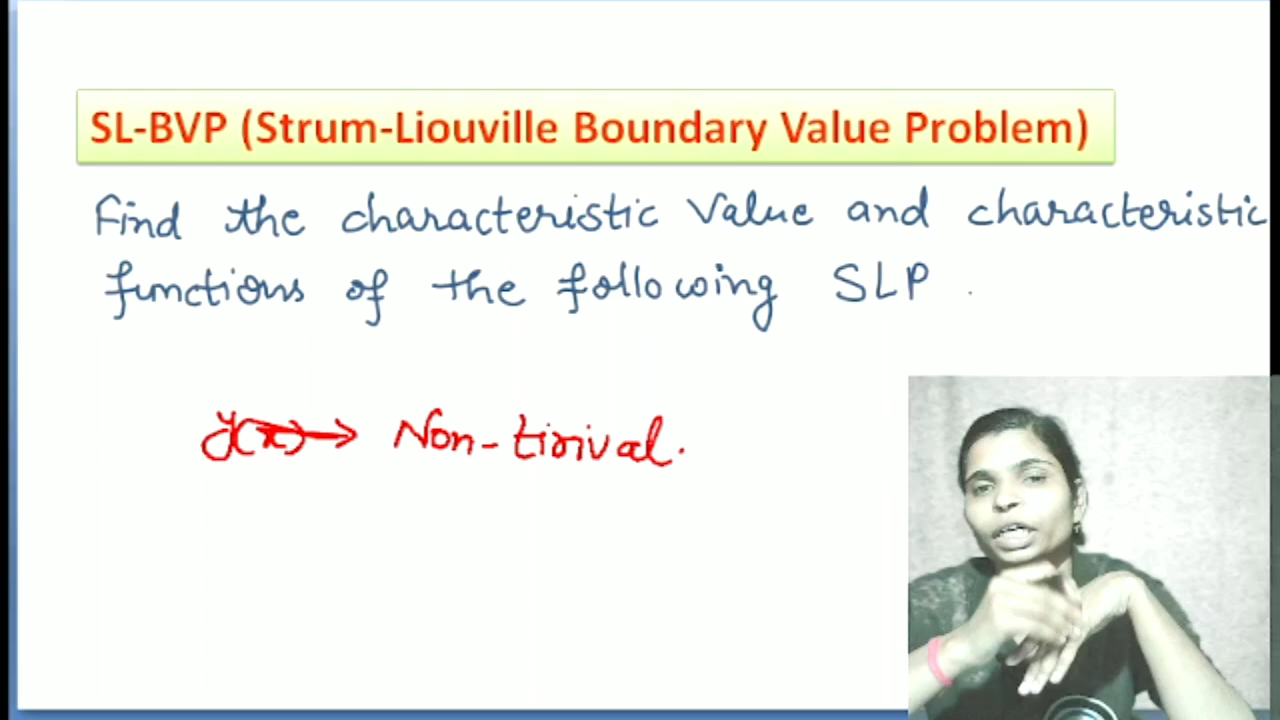 SL-BVP (Strum-Liouville Boundary Value Problem)
Find the characteristic Value and characteristic
functions of the following SLP .
y(x) → Non-tirival.